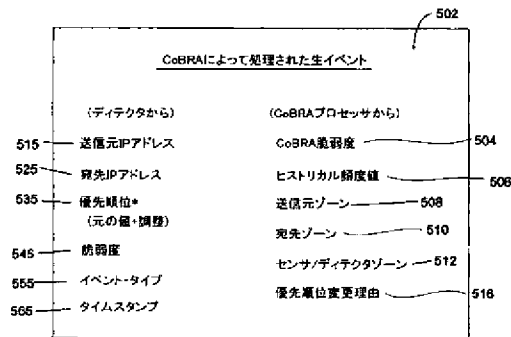 502
CoBRAによって処理された生イベント
(ディテクタから)
515 送信元IPアドレス
525 宛先IPアドレス
535 優先順位*
(元の値+調整)
545 脆弱度
555 イベント・タイプ
565 タイムスタンプ
(CoBRAプロセッサから)
CoBRA脆弱度 504
ヒストリカル頻度値 506
送信元ゾーン 508
宛先ゾーン 510
センサ/ディテクタゾーン 512
優先順位変更理由 516